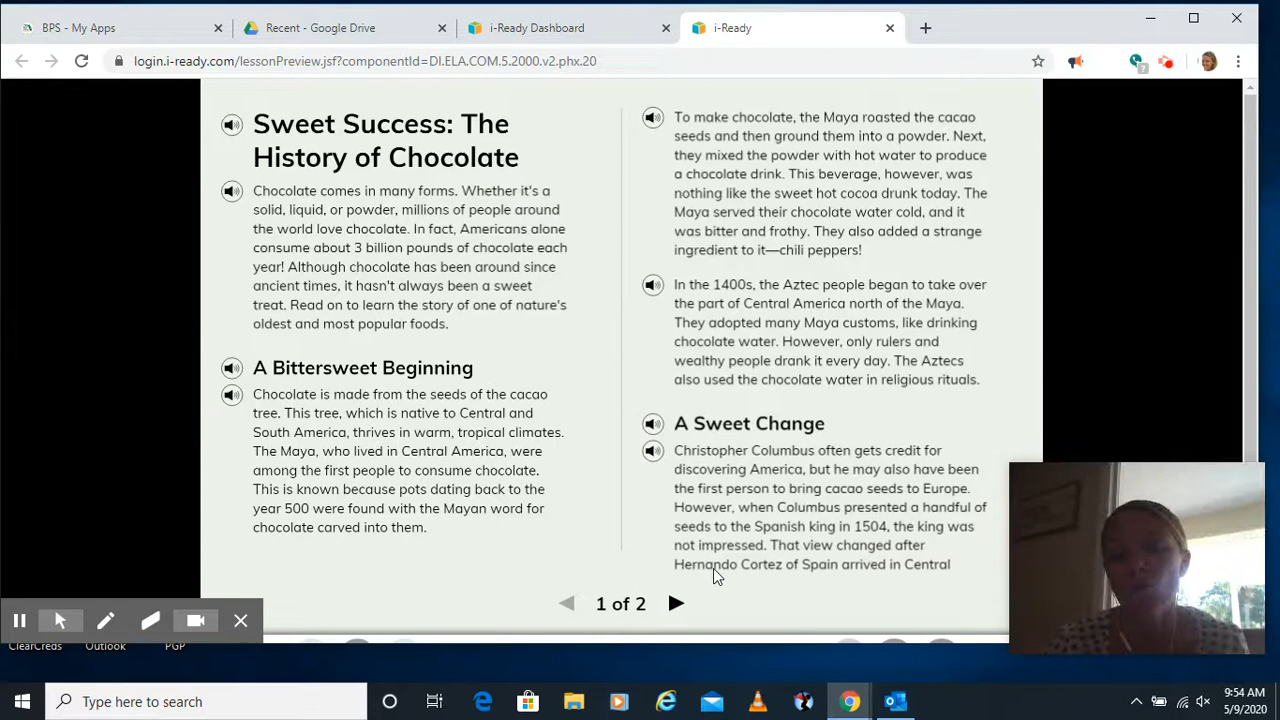 BPS - My Apps
Recent - Google Drive
i-Ready Dashboard
i-Ready
login.i-ready.com/lessonPreview.jsf?componentId=DI.ELA.COM.5.2000.v2.phx.20
Sweet Success: The
History of Chocolate
Chocolate comes in many forms. Whether it's a
solid, liquid, or powder, millions of people around
the world love chocolate. In fact, Americans alone
consume about 3 billion pounds of chocolate each
year! Although chocolate has been around since
ancient times, it hasn't always been a sweet
treat. Read on to learn the story of one of nature's
oldest and most popular foods.
A Bittersweet Beginning
Chocolate is made from the seeds of the cacao
tree. This tree, which is native to Central and
South America, thrives in warm, tropical climates.
The Maya, who lived in Central America, were
among the first people to consume chocolate.
This is known because pots dating back to the
year 500 were found with the Mayan word for
chocolate carved into them.
To make chocolate, the Maya roasted the cacao
seeds and then ground them into a powder. Next,
they mixed the powder with hot water to produce
a chocolate drink. This beverage, however, was
nothing like the sweet hot cocoa drunk today. The
Maya served their chocolate water cold, and it
was bitter and frothy. They also added a strange
ingredient to it—chili peppers!
In the 1400s, the Aztec people began to take over
the part of Central America north of the Maya.
They adopted many Maya customs, like drinking
chocolate water. However, only rulers and
wealthy people drank it every day. The Aztecs
also used the chocolate water in religious rituals.
A Sweet Change
Christopher Columbus often gets credit for
discovering America, but he may also have been
the first person to bring cacao seeds to Europe.
However, when Columbus presented a handful of
seeds to the Spanish king in 1504, the king was
not impressed. That view changed after
Hernando Cortez of Spain arrived in Central
1 of 2
ClearCreds
Outlook
PGP
Type here to search
9:54 AM
5/9/2020